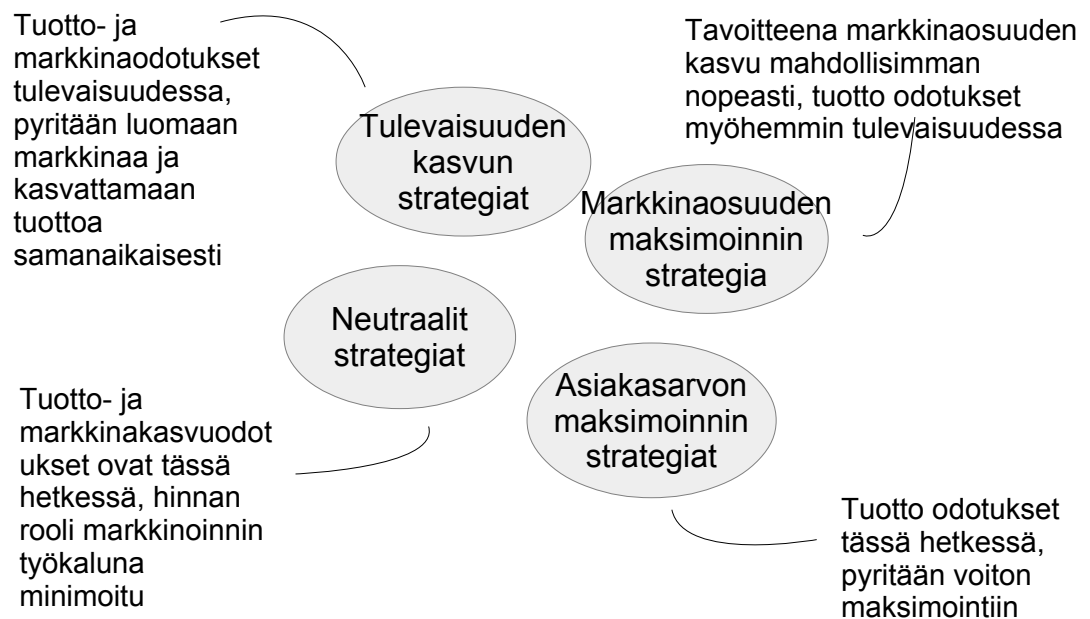 Tuotto- ja
markkinaodotukset
tulevaisuudessa,
pyritään luomaan
markkinaa ja
kasvattamaan
tuottoa
samanaikaisesti
Tavoitteena markkinaosuuden
kasvu mahdollisimman
nopeasti, tuotto odotukset
myöhemmin tulevaisuudessa
Tulevaisuuden
kasvun
strategiat
Markkinaosuuden
maksimoinnin
strategia
Neutraalit
strategiat
Asiakasarvon
maksimoinnin
strategiat
Tuotto- ja
markkinakasvuodot
ukset ovat tässä
hetkessä, hinnan
rooli markkinoinnin
työkaluna
minimoitu
Tuotto odotukset
tässä hetkessä,
pyritään voiton
maksimointiin